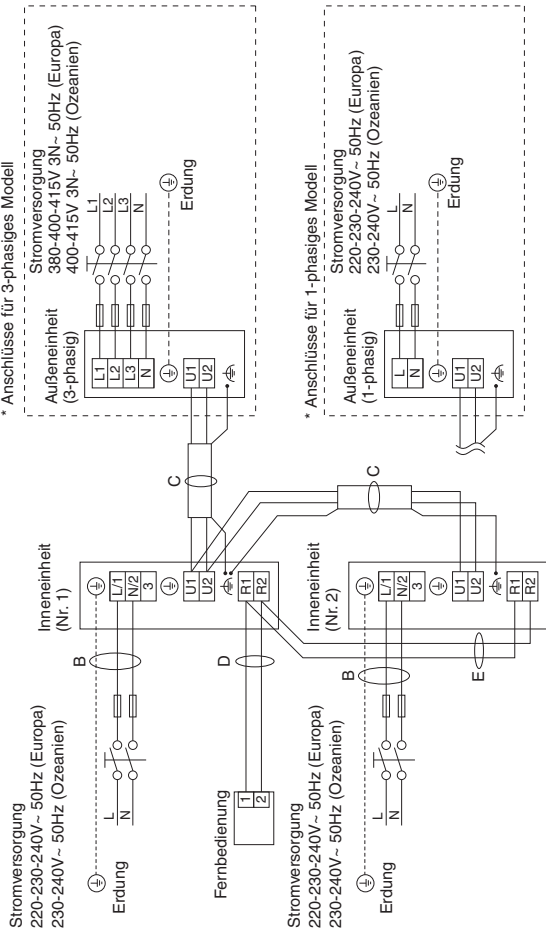 * Anschlüsse für 3-phasiges Modell
Stromversorgung
220-230-240V~ 50Hz (Europa)
230-240V~ 50Hz (Ozeanien)
Erdung
L
N
B
Inneneinheit
(Nr. 1)
L/1
N/2
3
U1
U2
R1
R2
C
Außeneinheit
(3-phasig)
L1
L2
L3
N
U1
U2
Stromversorgung
380-400-415V 3N~ 50Hz (Europa)
400-415V 3N~ 50Hz (Ozeanien)
L1
L2
L3
N
Erdung
Fernbedienung
1
2
D
C
* Anschlüsse für 1-phasiges Modell
Stromversorgung
220-230-240V~ 50Hz (Europa)
230-240V~ 50Hz (Ozeanien)
Erdung
L
N
B
E
Inneneinheit
(Nr. 2)
L/1
N/2
3
U1
U2
R1
R2
Außeneinheit
(1-phasig)
L
N
U1
U2
Stromversorgung
220-230-240V~ 50Hz (Europa)
230-240V~ 50Hz (Ozeanien)
L
N
Erdung